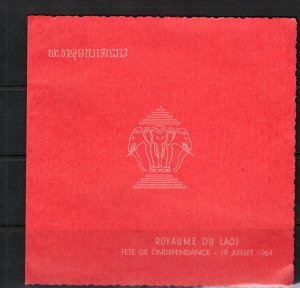 ROYAUME DU LAOS
FETE DE L'INDEPENDANCE - 19 JUILLET 1964